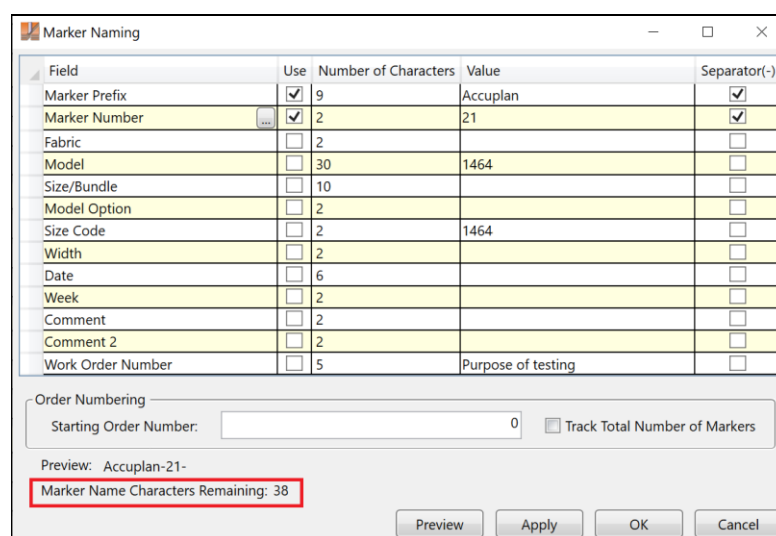 Marker Naming
Field Use Number of Characters Value Separator(-)
Marker Prefix 9 Accuplan
Marker Number ... 2 21
Fabric 2
Model 30 1464
Size/Bundle 10
Model Option 2
Size Code 2 1464
Width 2
Date 6
Week 2
Comment 2
Comment 2 2
Work Order Number 5 Purpose of testing
Order Numbering
Starting Order Number: 0 Track Total Number of Markers
Preview: Accuplan-21-
Marker Name Characters Remaining: 38
Preview Apply OK Cancel